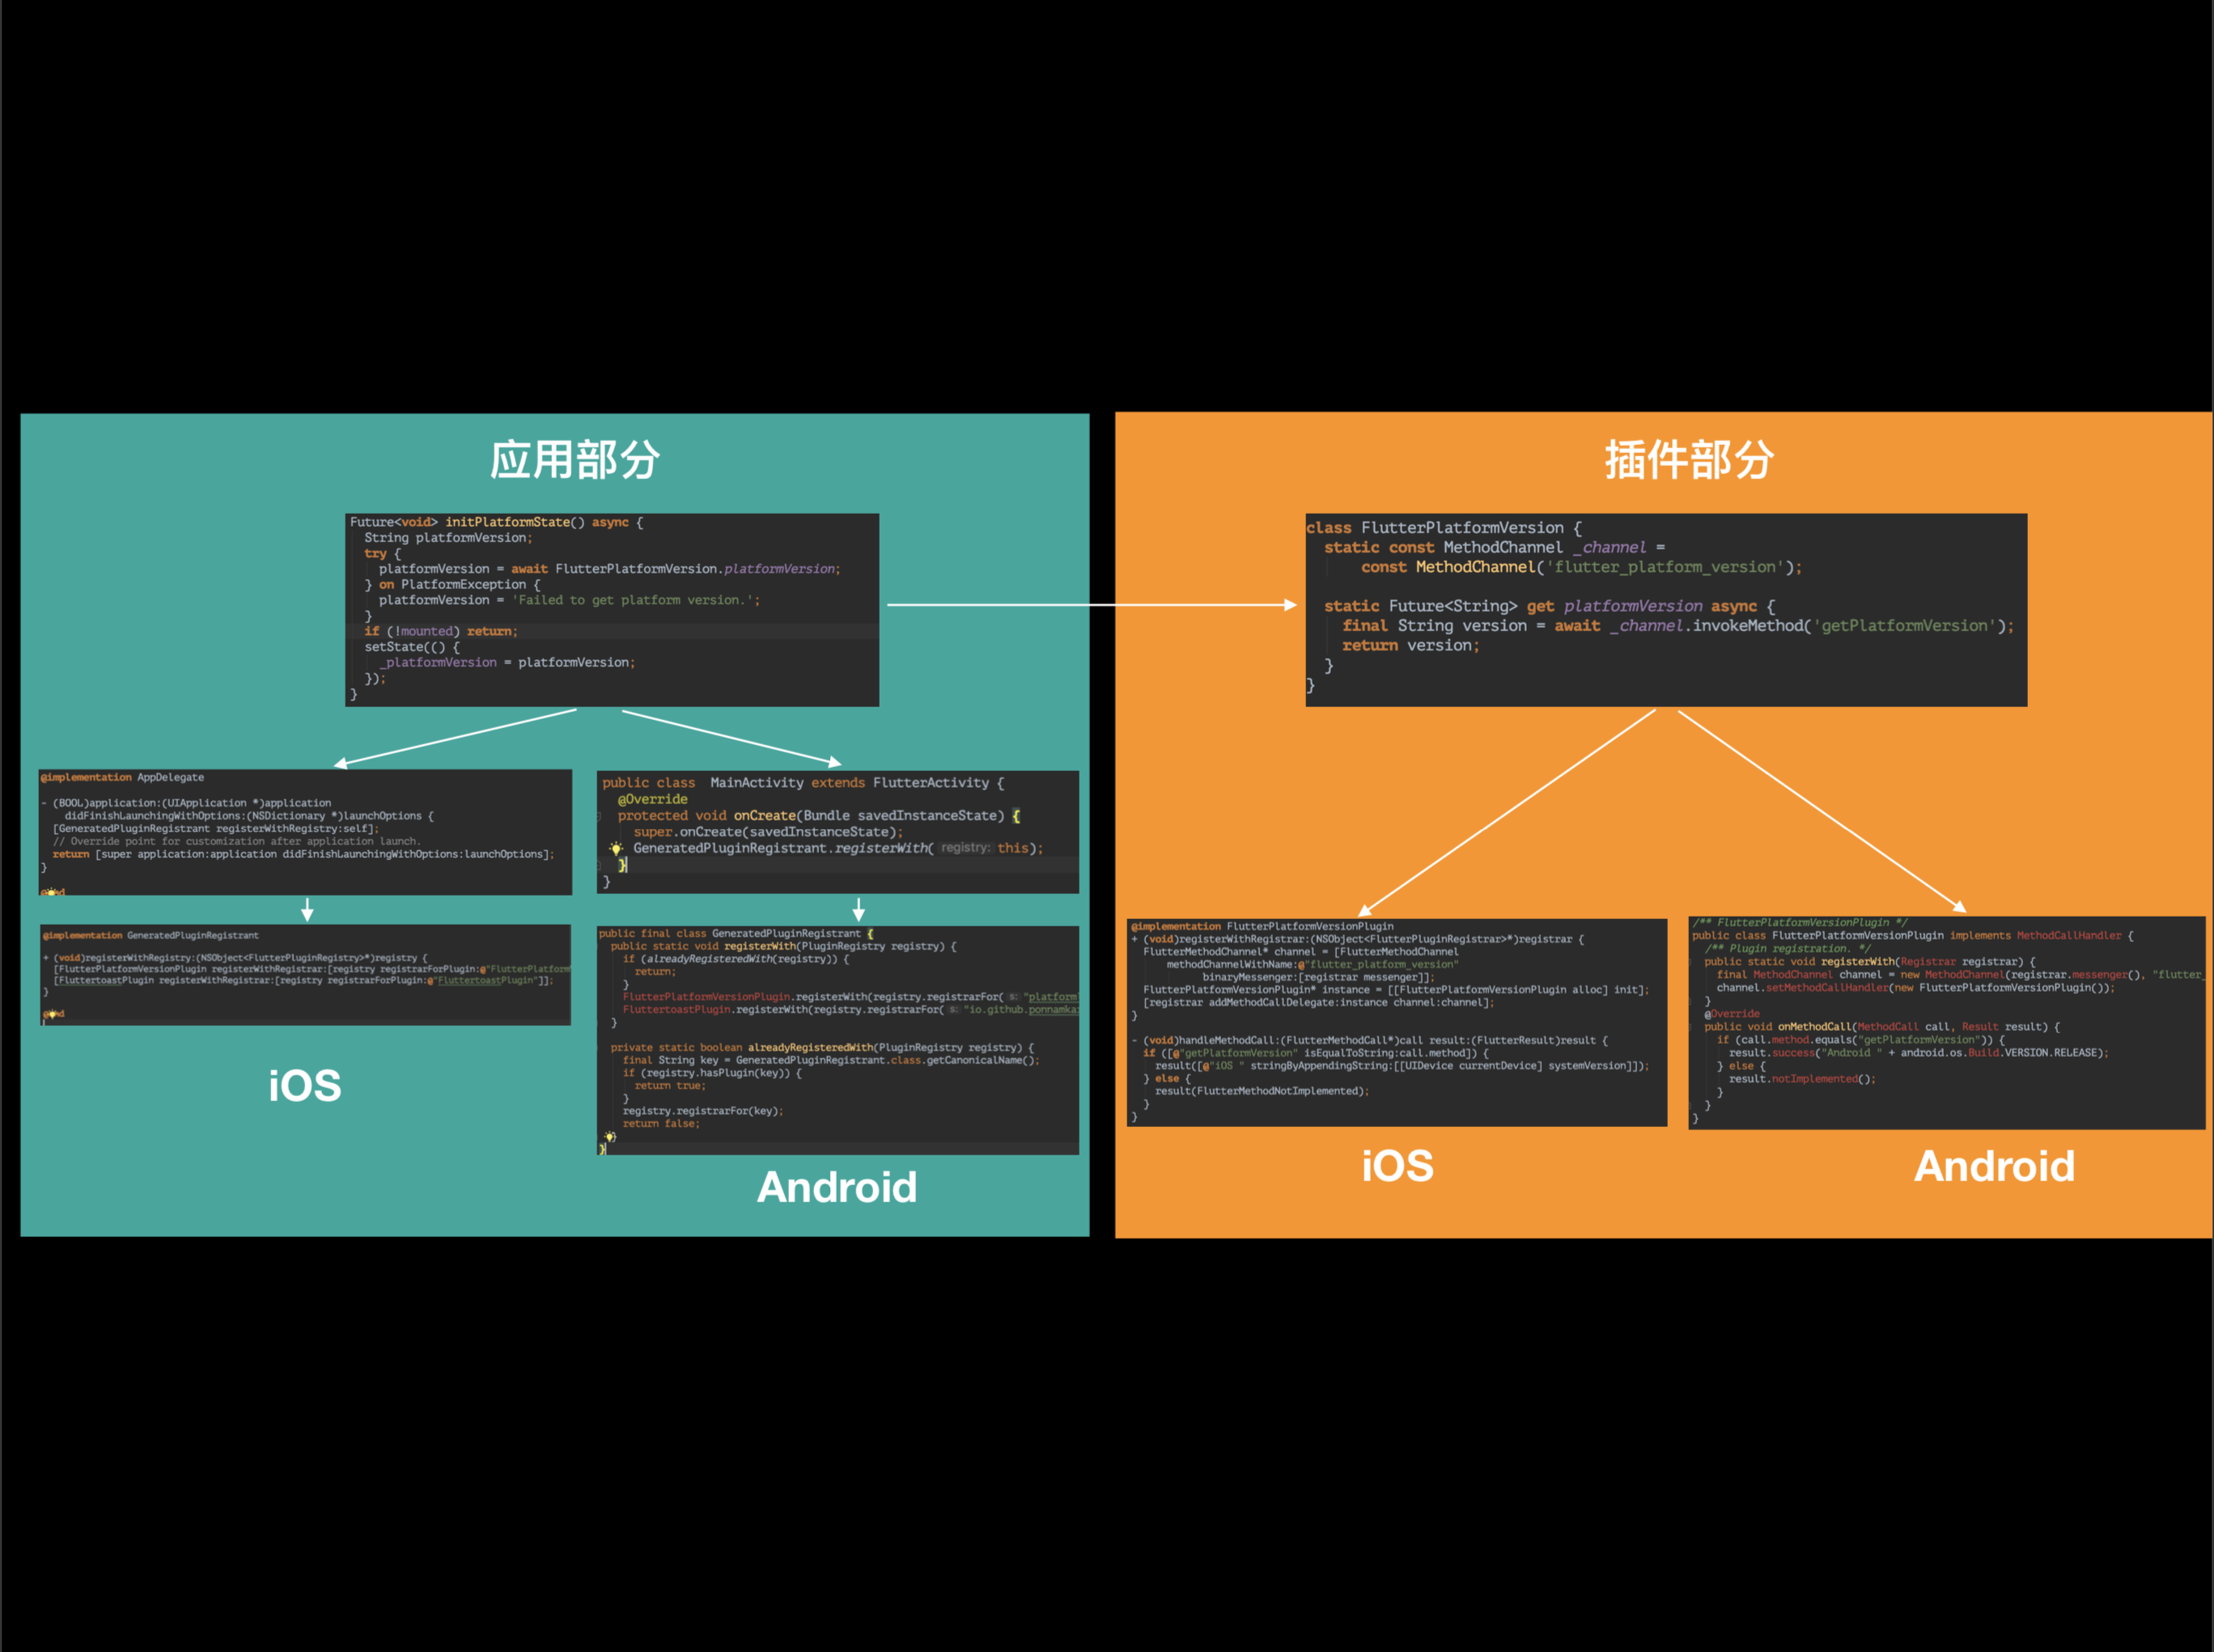 应用部分
Future<void> initPlatformState() async {
String platformVersion;
try {
platformVersion = await FlutterPlatformVersion.platformVersion;
} on PlatformException {
platformVersion = 'Failed to get platform version.';
}
if (!mounted) return;
setState(() {
_platformVersion = platformVersion;
});
}
@implementation AppDelegate
- (BOOL)application:(UIApplication *)application
didFinishLaunchingWithOptions:(NSDictionary *)launchOptions {
[GeneratedPluginRegistrant registerWithRegistry:self];
// Override point for customization after application launch.
return [super application:application didFinishLaunchingWithOptions:launchOptions];
}
@implementation GeneratedPluginRegistrant
+ (void)registerWithRegistry:(NSObject<FlutterPluginRegistry>*)registry {
[FlutterPlatformVersionPlugin registerWithRegistrar:[registry registrarForPlugin:@"FlutterPlatform
[FluttertoastPlugin registerWithRegistrar:[registry registrarForPlugin:@"FluttertoastPlugin"]];
}
iOS
public class MainActivity extends FlutterActivity {
@Override
protected void onCreate(Bundle savedInstanceState) {
super.onCreate(savedInstanceState);
GeneratedPluginRegistrant.registerWith( registry: this);
}
}
public final class GeneratedPluginRegistrant {
public static void registerWith(PluginRegistry registry) {
if (alreadyRegisteredWith(registry)) {
return;
}
FlutterPlatformVersionPlugin.registerWith(registry.registrarFor( s: "platform
FluttertoastPlugin.registerWith(registry.registrarFor( s: "io.github.ponnamka
}
private static boolean alreadyRegisteredWith(PluginRegistry registry) {
final String key = GeneratedPluginRegistrant.class.getCanonicalName();
if (registry.hasPlugin(key)) {
return true;
}
registry.registrarFor(key);
return false;
}
}
Android
插件部分
class FlutterPlatformVersion {
static const MethodChannel _channel =
const MethodChannel('flutter_platform_version');
static Future<String> get platformVersion async {
final String version = await _channel.invokeMethod('getPlatformVersion');
return version;
}
}
@implementation FlutterPlatformVersionPlugin
+ (void)registerWithRegistrar:(NSObject<FlutterPluginRegistrar>*)registrar {
FlutterMethodChannel* channel = [FlutterMethodChannel
methodChannelWithName:@"flutter_platform_version"
binaryMessenger:[registrar messenger]];
FlutterPlatformVersionPlugin* instance = [[FlutterPlatformVersionPlugin alloc] init];
[registrar addMethodCallDelegate:instance channel:channel];
}
- (void)handleMethodCall:(FlutterMethodCall*)call result:(FlutterResult)result {
if ([@"getPlatformVersion" isEqualToString:call.method]) {
result([@"iOS " stringByAppendingString:[[UIDevice currentDevice] systemVersion]]);
} else {
result(FlutterMethodNotImplemented);
}
}
iOS
/** FlutterPlatformVersionPlugin */
public class FlutterPlatformVersionPlugin implements MethodCallHandler {
/** Plugin registration. */
public static void registerWith(Registrar registrar) {
final MethodChannel channel = new MethodChannel(registrar.messenger(), "flutter_
channel.setMethodCallHandler(new FlutterPlatformVersionPlugin());
}
@Override
public void onMethodCall(MethodCall call, Result result) {
if (call.method.equals("getPlatformVersion")) {
result.success("Android " + android.os.Build.VERSION.RELEASE);
} else {
result.notImplemented();
}
}
}
Android